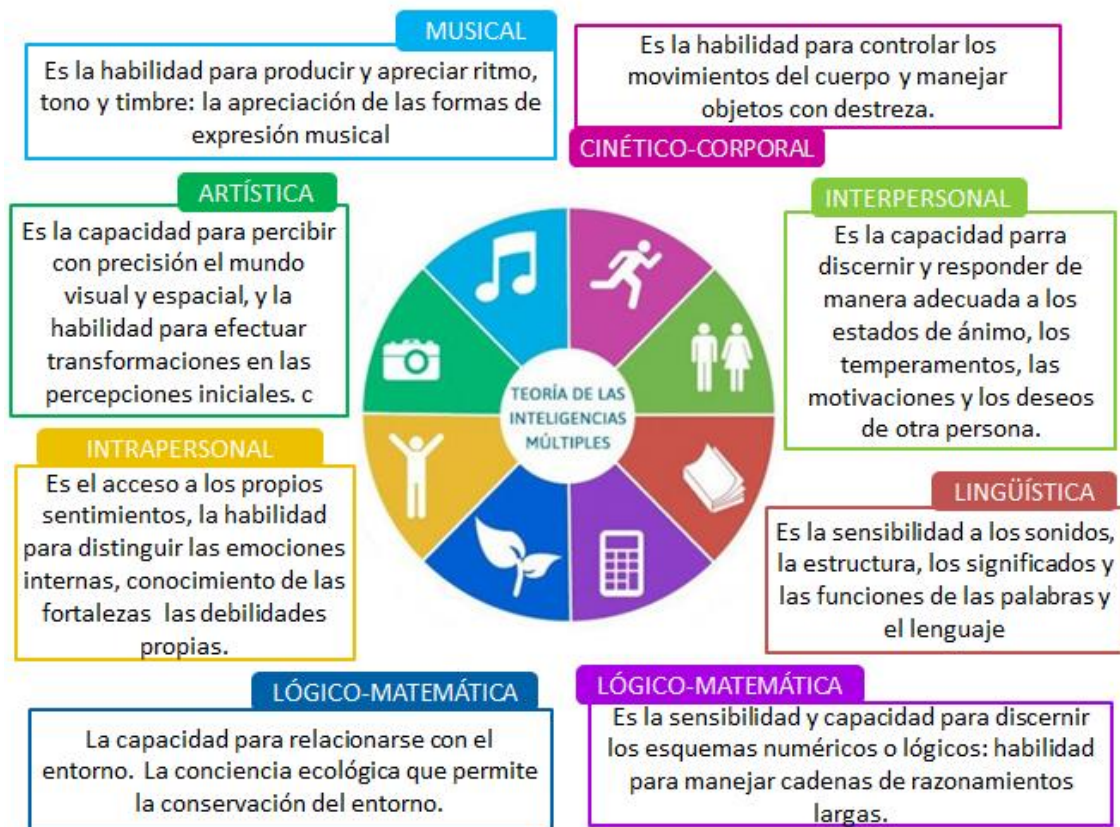 MUSICAL
Es la habilidad para producir y apreciar ritmo,
tono y timbre: la apreciación de las formas de
expresión musical
Es la habilidad para controlar los
movimientos del cuerpo y manejar
objetos con destreza.
CINÉTICO-CORPORAL
ARTÍSTICA
Es la capacidad para percibir
con precisión el mundo
visual y espacial, y la
habilidad para efectuar
transformaciones en las
percepciones iniciales. c
INTERPERSONAL
Es la capacidad parra
discernir y responder de
manera adecuada a los
estados de ánimo, los
temperamentos, las
motivaciones y los deseos
de otra persona.
TEORÍA DE LAS
INTELIGENCIAS
MÚLTIPLES
INTRAPERSONAL
Es el acceso a los propios
sentimientos, la habilidad
para distinguir las emociones
internas, conocimiento de las
fortalezas las debilidades
propias.
LINGÜÍSTICA
Es la sensibilidad a los sonidos,
la estructura, los significados y
las funciones de las palabras y
el lenguaje
LÓGICO-MATEMÁTICA
La capacidad para relacionarse con el
entorno. La conciencia ecológica que permite
la conservación del entorno.
LÓGICO-MATEMÁTICA
Es la sensibilidad y capacidad para discernir
los esquemas numéricos o lógicos: habilidad
para manejar cadenas de razonamientos
largas.